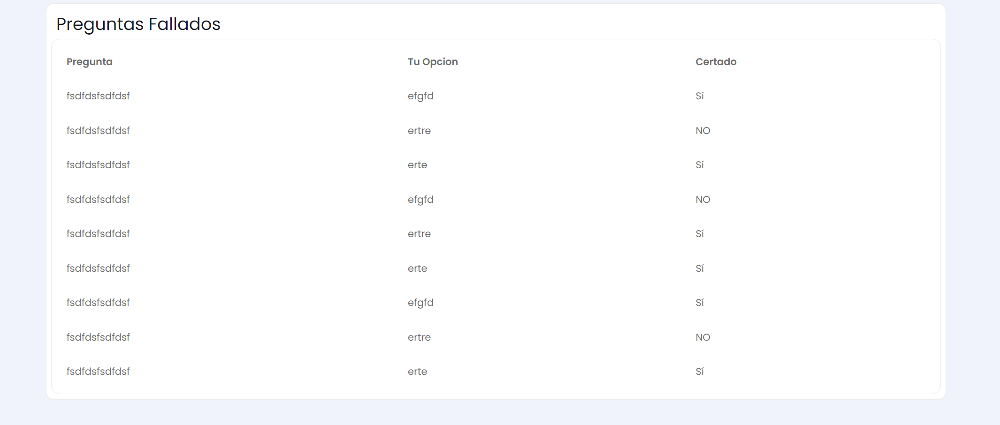 Preguntas Fallados
Pregunta Tu Opcion Certado
fsdfdsfsdfdsf efgfd Sí
fsdfdsfsdfdsf ertre NO
fsdfdsfsdfdsf erte Sí
fsdfdsfsdfdsf efgfd NO
fsdfdsfsdfdsf ertre Sí
fsdfdsfsdfdsf erte Sí
fsdfdsfsdfdsf efgfd Sí
fsdfdsfsdfdsf ertre NO
fsdfdsfsdfdsf erte Sí